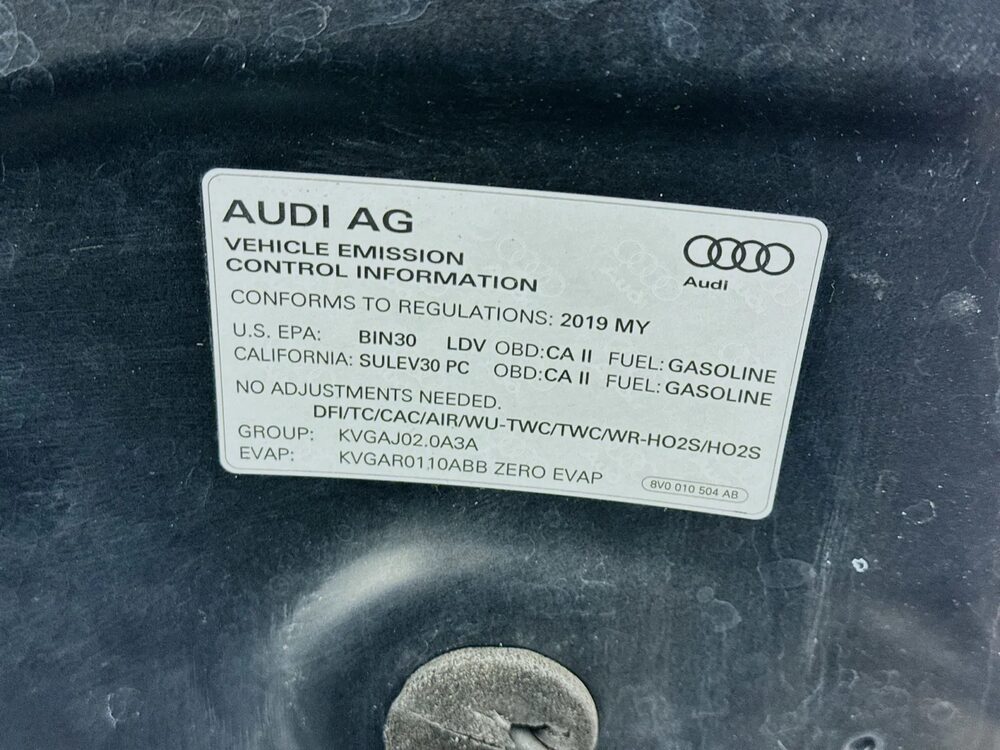 AUDI AG
VEHICLE EMISSION
CONTROL INFORMATION
Audi
CONFORMS TO REGULATIONS: 2019 MY
U.S. EPA: BIN30 LDV OBD:CA II FUEL: GASOLINE
CALIFORNIA: SULEV30 PC OBD:CA II FUEL: GASOLINE
NO ADJUSTMENTS NEEDED.
DFI/TC/CAC/AIR/WU-TWC/TWC/WR-HO2S/HO2S
GROUP: KVGAJ02.0A3A
EVAP: KVGAR0110ABB ZERO EVAP
8V0 010 504 AB